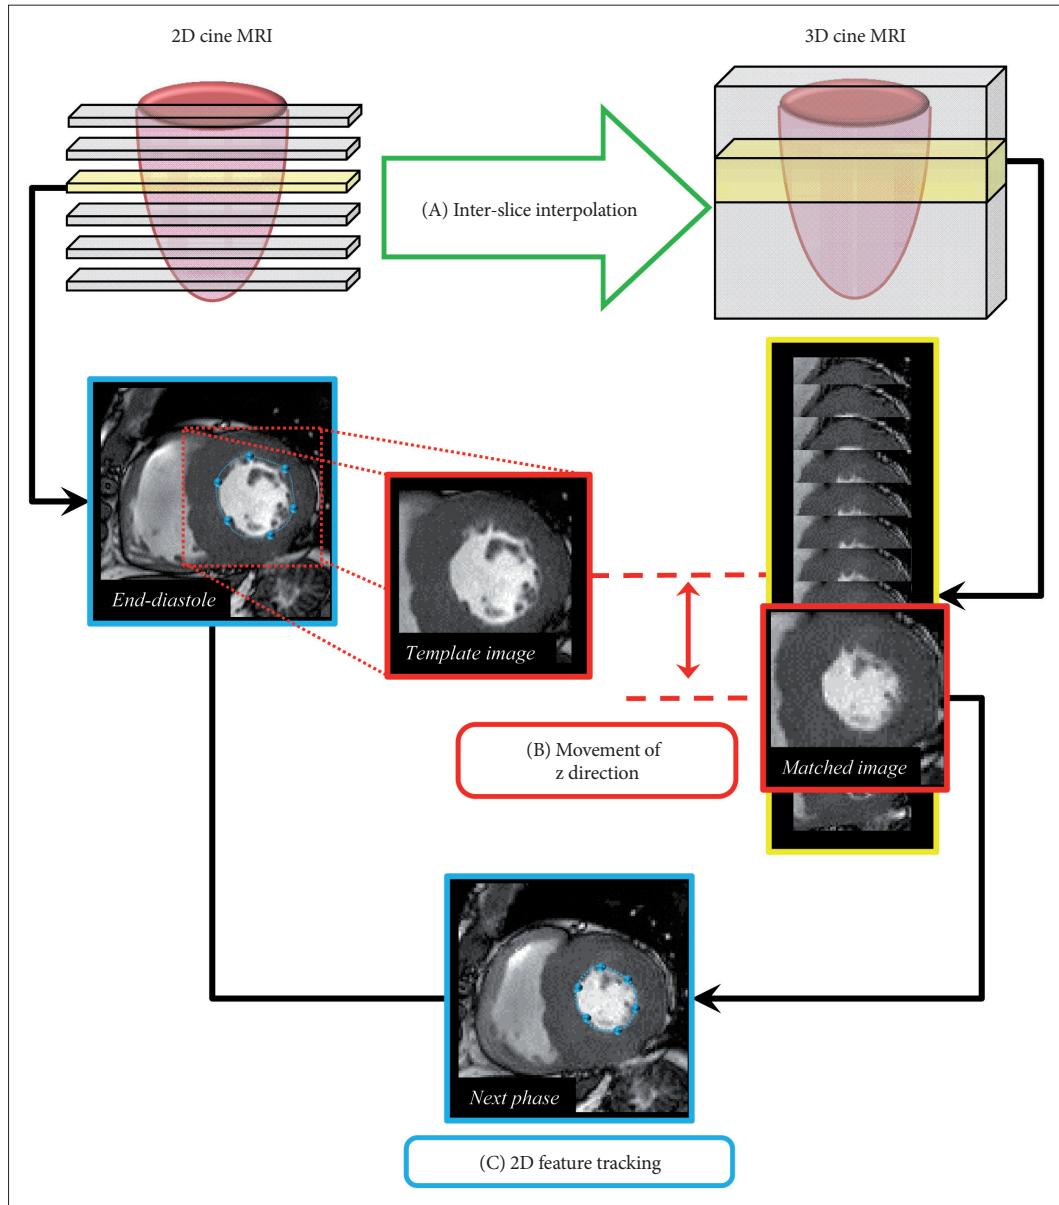 2D cine MRI
3D cine MRI
(A) Inter-slice interpolation
End-diastole
Template image
(B) Movement of
z direction
Matched image
Next phase
(C) 2D feature tracking